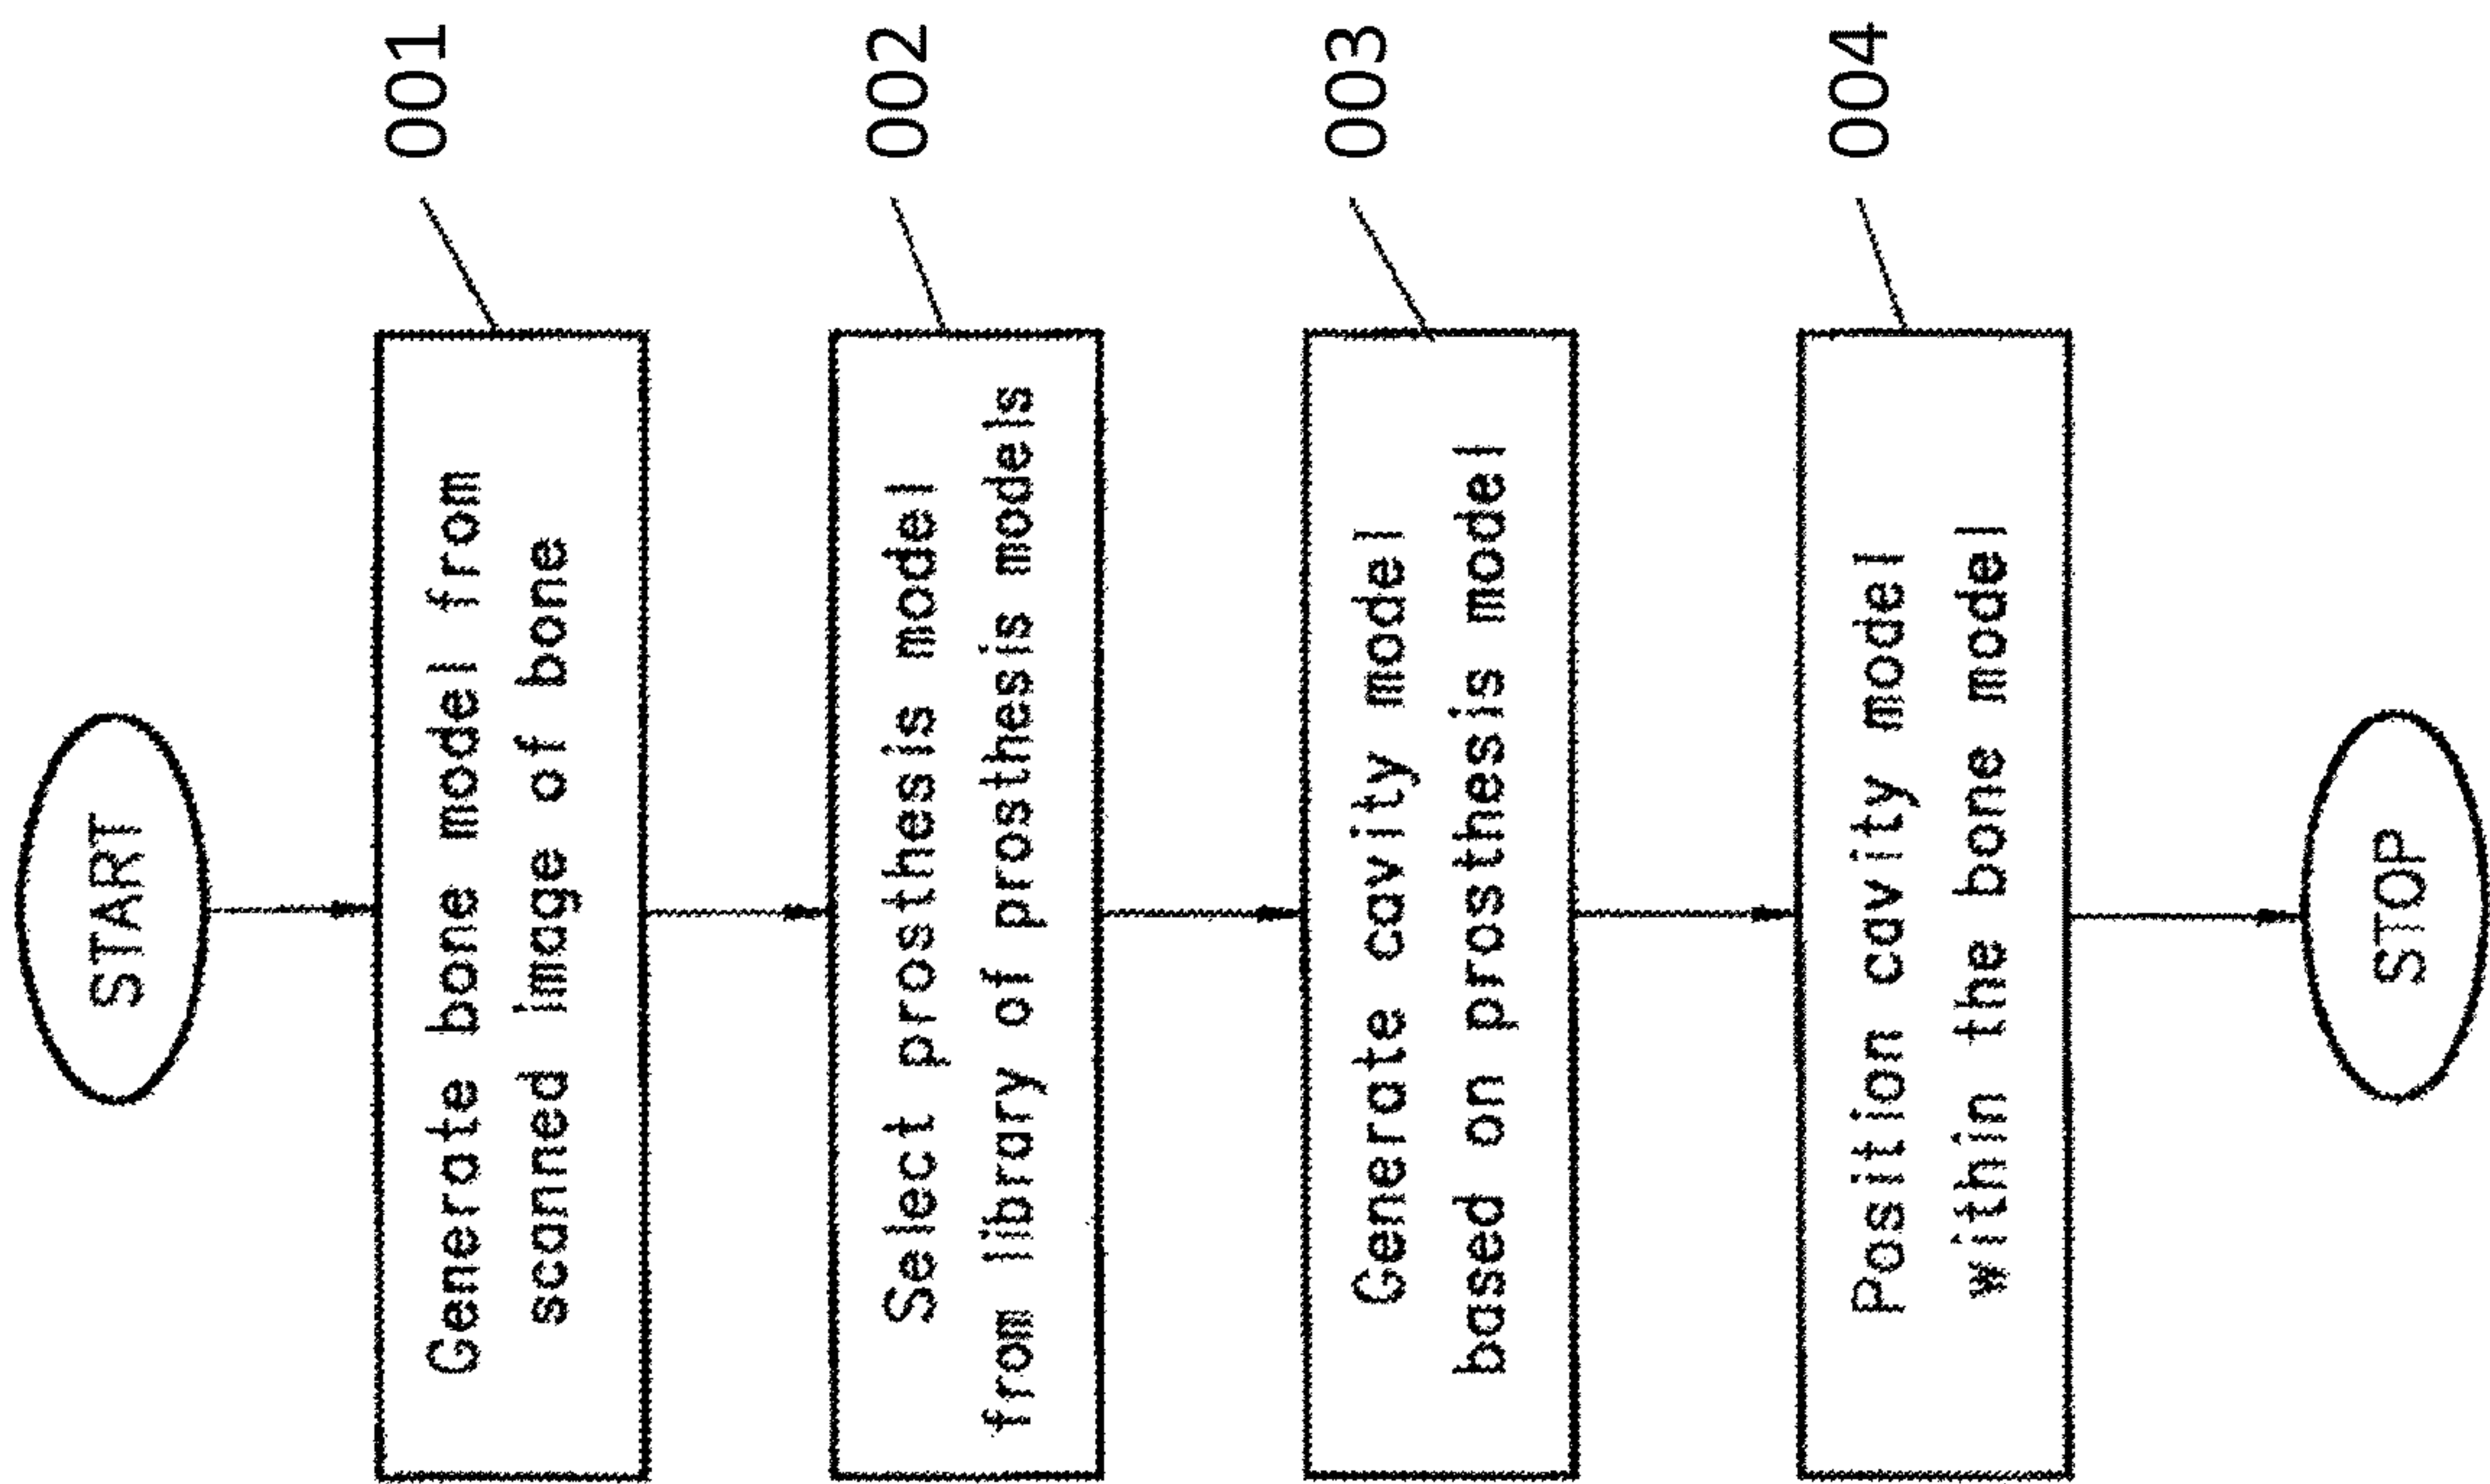 START
Generate bone model from
scanned image of bone
001
Select prosthesis model
from library of prosthesis models
002
Generate cavity model
based on prosthesis model
003
Position cavity model
within the bone model
004
STOP